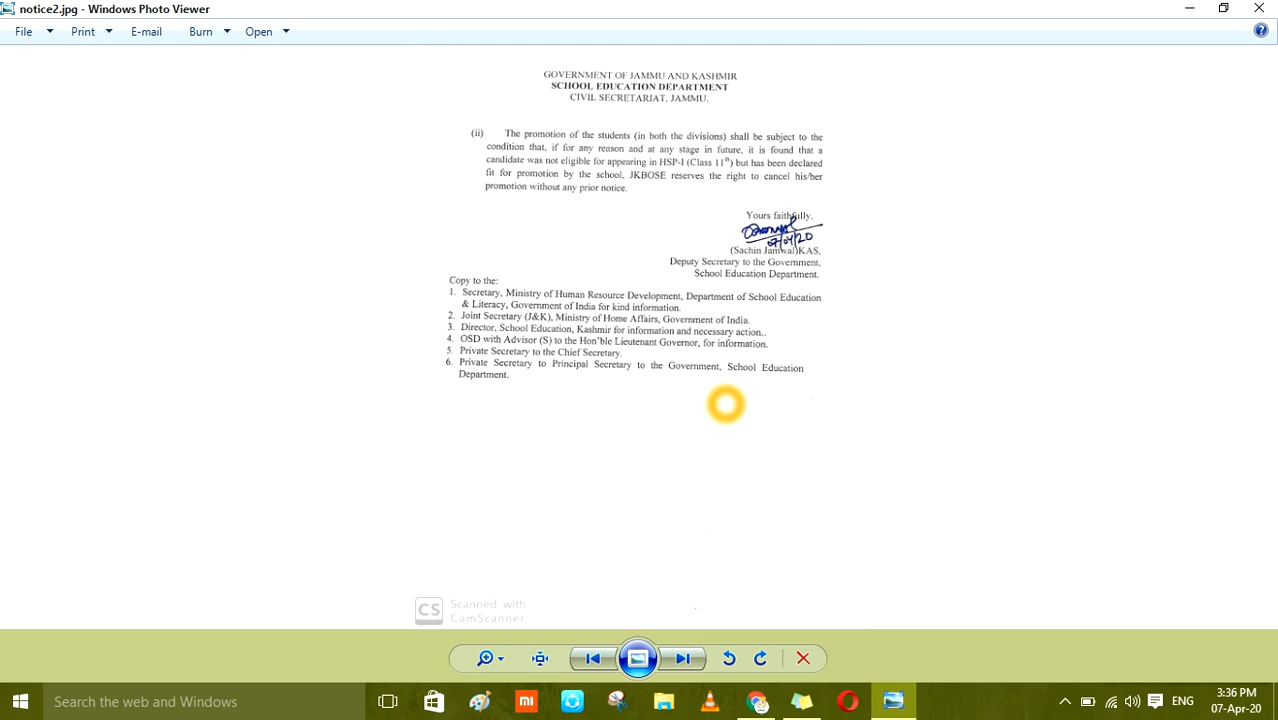 notice2.jpg - Windows Photo Viewer
File Print E-mail Burn Open
GOVERNMENT OF JAMMU AND KASHMIR
SCHOOL EDUCATION DEPARTMENT
CIVIL SECRETARIAT, JAMMU.
(ii) The promotion of the students (in both the divisions) shall be subject to the
condition that, if for any reason and at any stage in future, it is found that a
candidate was not eligible for appearing in HSP-I (Class 11th) but has been declared
fit for promotion by the school, JKBOSE reserves the right to cancel his/her
promotion without any prior notice.
Yours faithfully,
07/04/20
(Sachin Jamwal)KAS,
Deputy Secretary to the Government,
School Education Department.
Copy to the:
1. Secretary, Ministry of Human Resource Development, Department of School Education
& Literacy, Government of India for kind information.
2. Joint Secretary (J&K), Ministry of Home Affairs, Government of India.
3. Director, School Education, Kashmir for information and necessary action..
4. OSD with Advisor (S) to the Hon'ble Lieutenant Governor, for information.
5. Private Secretary to the Chief Secretary.
6. Private Secretary to Principal Secretary to the Government, School Education
Department.
CS Scanned with
CamScanner
Search the web and Windows
mi
ENG
3:36 PM
07-Apr-20